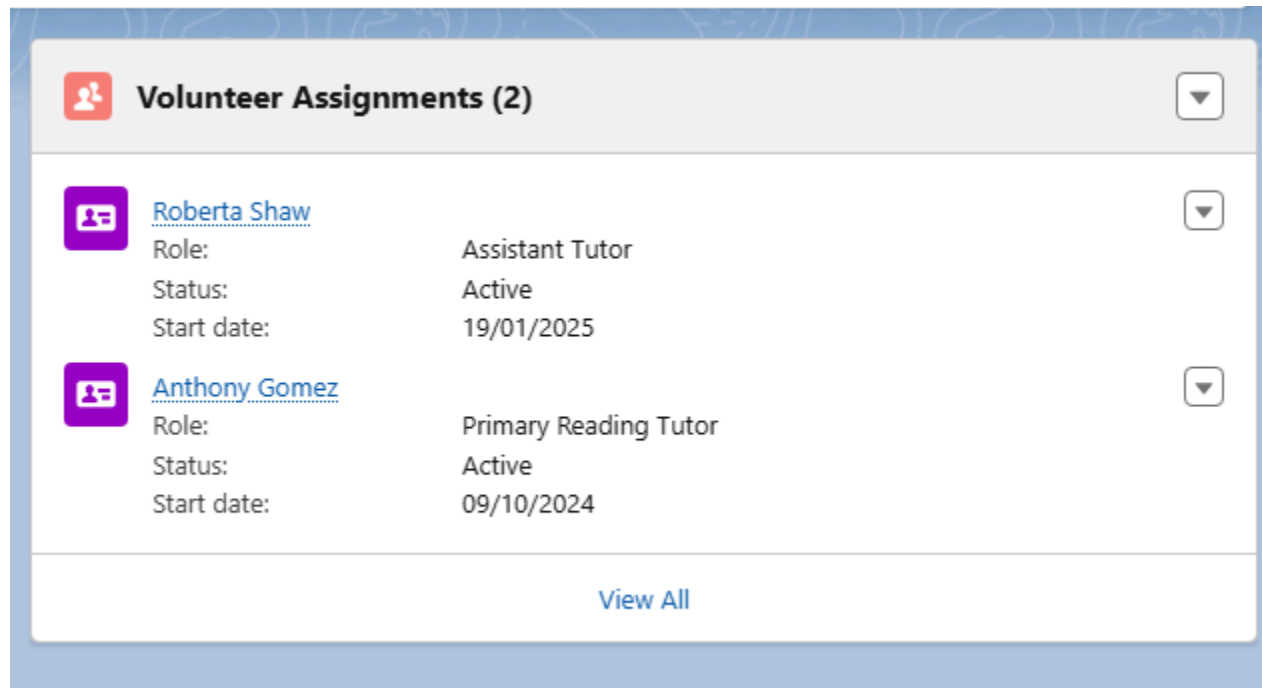 Volunteer Assignments (2)
Roberta Shaw
Role: Assistant Tutor
Status: Active
Start date: 19/01/2025
Anthony Gomez
Role: Primary Reading Tutor
Status: Active
Start date: 09/10/2024
View All